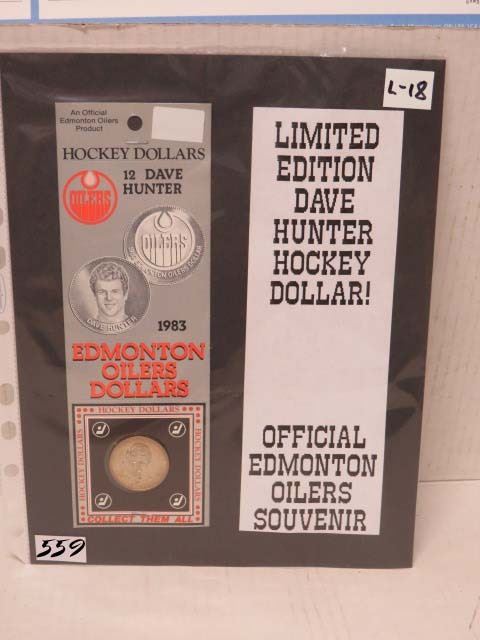 L-18
An Official
Edmonton Oilers
Product
HOCKEY DOLLARS
12 DAVE
HUNTER
OILERS
OILERS
EDMONTON OILERS DOLLAR
DAVE HUNTER
1983
EDMONTON
OILERS
DOLLARS
HOCKEY DOLLARS
HOCKEY DOLLARS
HOCKEY DOLLARS
COLLECT THEM ALL
559
LIMITED
EDITION
DAVE
HUNTER
HOCKEY
DOLLAR!
OFFICIAL
EDMONTON
OILERS
SOUVENIR